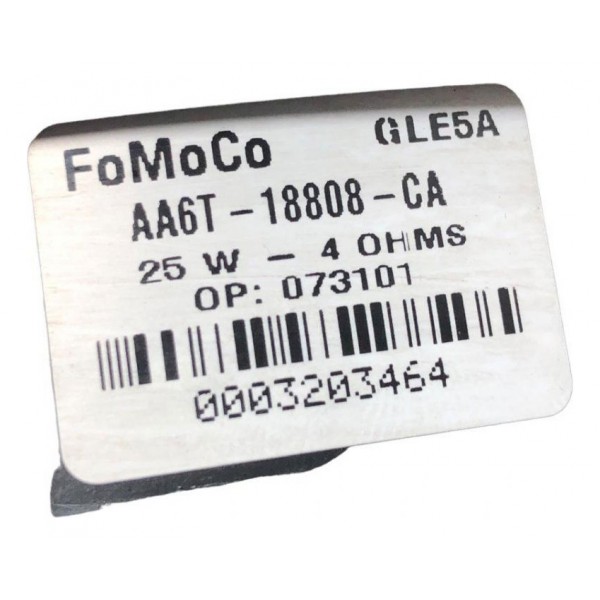 FoMoCo GLE5A
AA6T-18808-CA
25 W - 4 OHMS
OP: 073101
0003203464